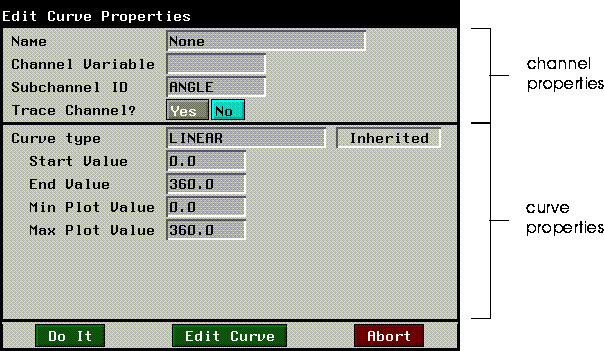 Edit Curve Properties
Name None
Channel Variable
Subchannel ID ANGLE
Trace Channel? Yes No
channel
properties
Curve type LINEAR Inherited
Start Value 0.0
End Value 360.0
Min Plot Value 0.0
Max Plot Value 360.0
curve
properties
Do It Edit Curve Abort